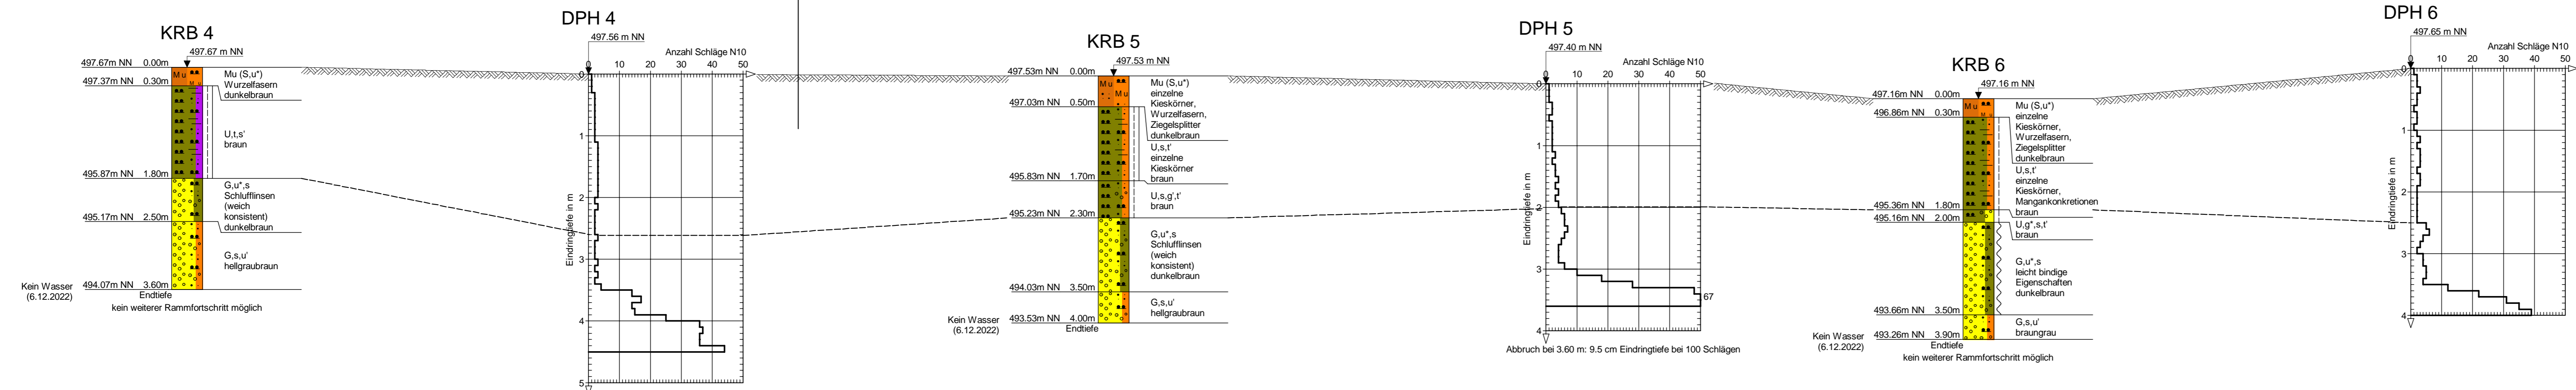 KRB 4
497.67 m NN
497.67m NN 0.00m
497.37m NN 0.30m
Mu
Mu
Mu (S,u*)
Wurzelfasern
dunkelbraun
U,t,s'
braun
495.87m NN 1.80m
G,u*,s
Schlufflinsen
(weich
konsistent)
dunkelbraun
495.17m NN 2.50m
G,s,u'
hellgraubraun
Kein Wasser
(6.12.2022)
494.07m NN 3.60m
Endtiefe
kein weiterer Rammfortschritt möglich
DPH 4
497.56 m NN
Anzahl Schläge N10
0 10 20 30 40 50
0
1
2
3
4
5
Eindringtiefe in m
KRB 5
497.53 m NN
497.53m NN 0.00m
497.03m NN 0.50m
Mu
Mu
Mu (S,u*)
einzelne
Kieskörner,
Wurzelfasern,
Ziegelsplitter
dunkelbraun
U,s,t'
einzelne
Kieskörner
braun
495.83m NN 1.70m
U,s,g',t'
braun
495.23m NN 2.30m
G,u*,s
Schlufflinsen
(weich
konsistent)
dunkelbraun
494.03m NN 3.50m
G,s,u'
hellgraubraun
Kein Wasser
(6.12.2022)
493.53m NN 4.00m
Endtiefe
DPH 5
497.40 m NN
Anzahl Schläge N10
0 10 20 30 40 50
0
1
2
3
4
Eindringtiefe in m
67
Abbruch bei 3.60 m: 9.5 cm Eindringtiefe bei 100 Schlägen
KRB 6
497.16 m NN
497.16m NN 0.00m
496.86m NN 0.30m
Mu
Mu
Mu (S,u*)
einzelne
Kieskörner,
Wurzelfasern,
Ziegelsplitter
dunkelbraun
U,s,t'
einzelne
Kieskörner,
Mangankonkretionen
braun
495.36m NN 1.80m
495.16m NN 2.00m
U,g*,s,t'
braun
G,u*,s
leicht bindige
Eigenschaften
dunkelbraun
493.66m NN 3.50m
G,s,u'
braungrau
Kein Wasser
(6.12.2022)
493.26m NN 3.90m
Endtiefe
kein weiterer Rammfortschritt möglich
DPH 6
497.65 m NN
Anzahl Schläge N10
0 10 20 30 40 50
0
1
2
3
4
Eindringtiefe in m